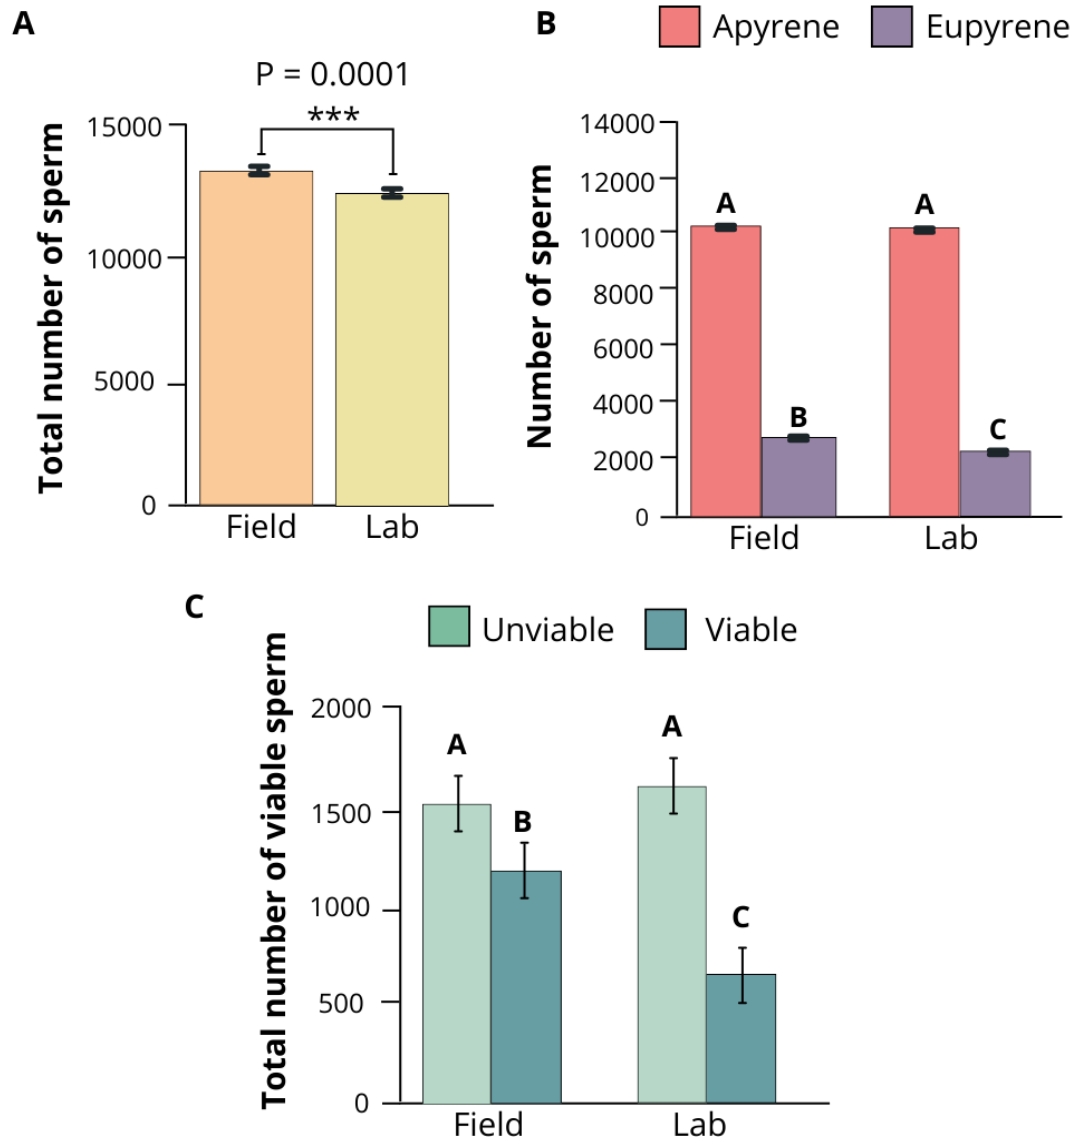 A
P = 0.0001
***
Total number of sperm
15000
10000
5000
0
Field
Lab
B
Apyrene
Eupyrene
Number of sperm
14000
12000
10000
8000
6000
4000
2000
0
A
B
A
C
Field
Lab
C
Unviable
Viable
Total number of viable sperm
2000
1500
1000
500
0
A
B
A
C
Field
Lab